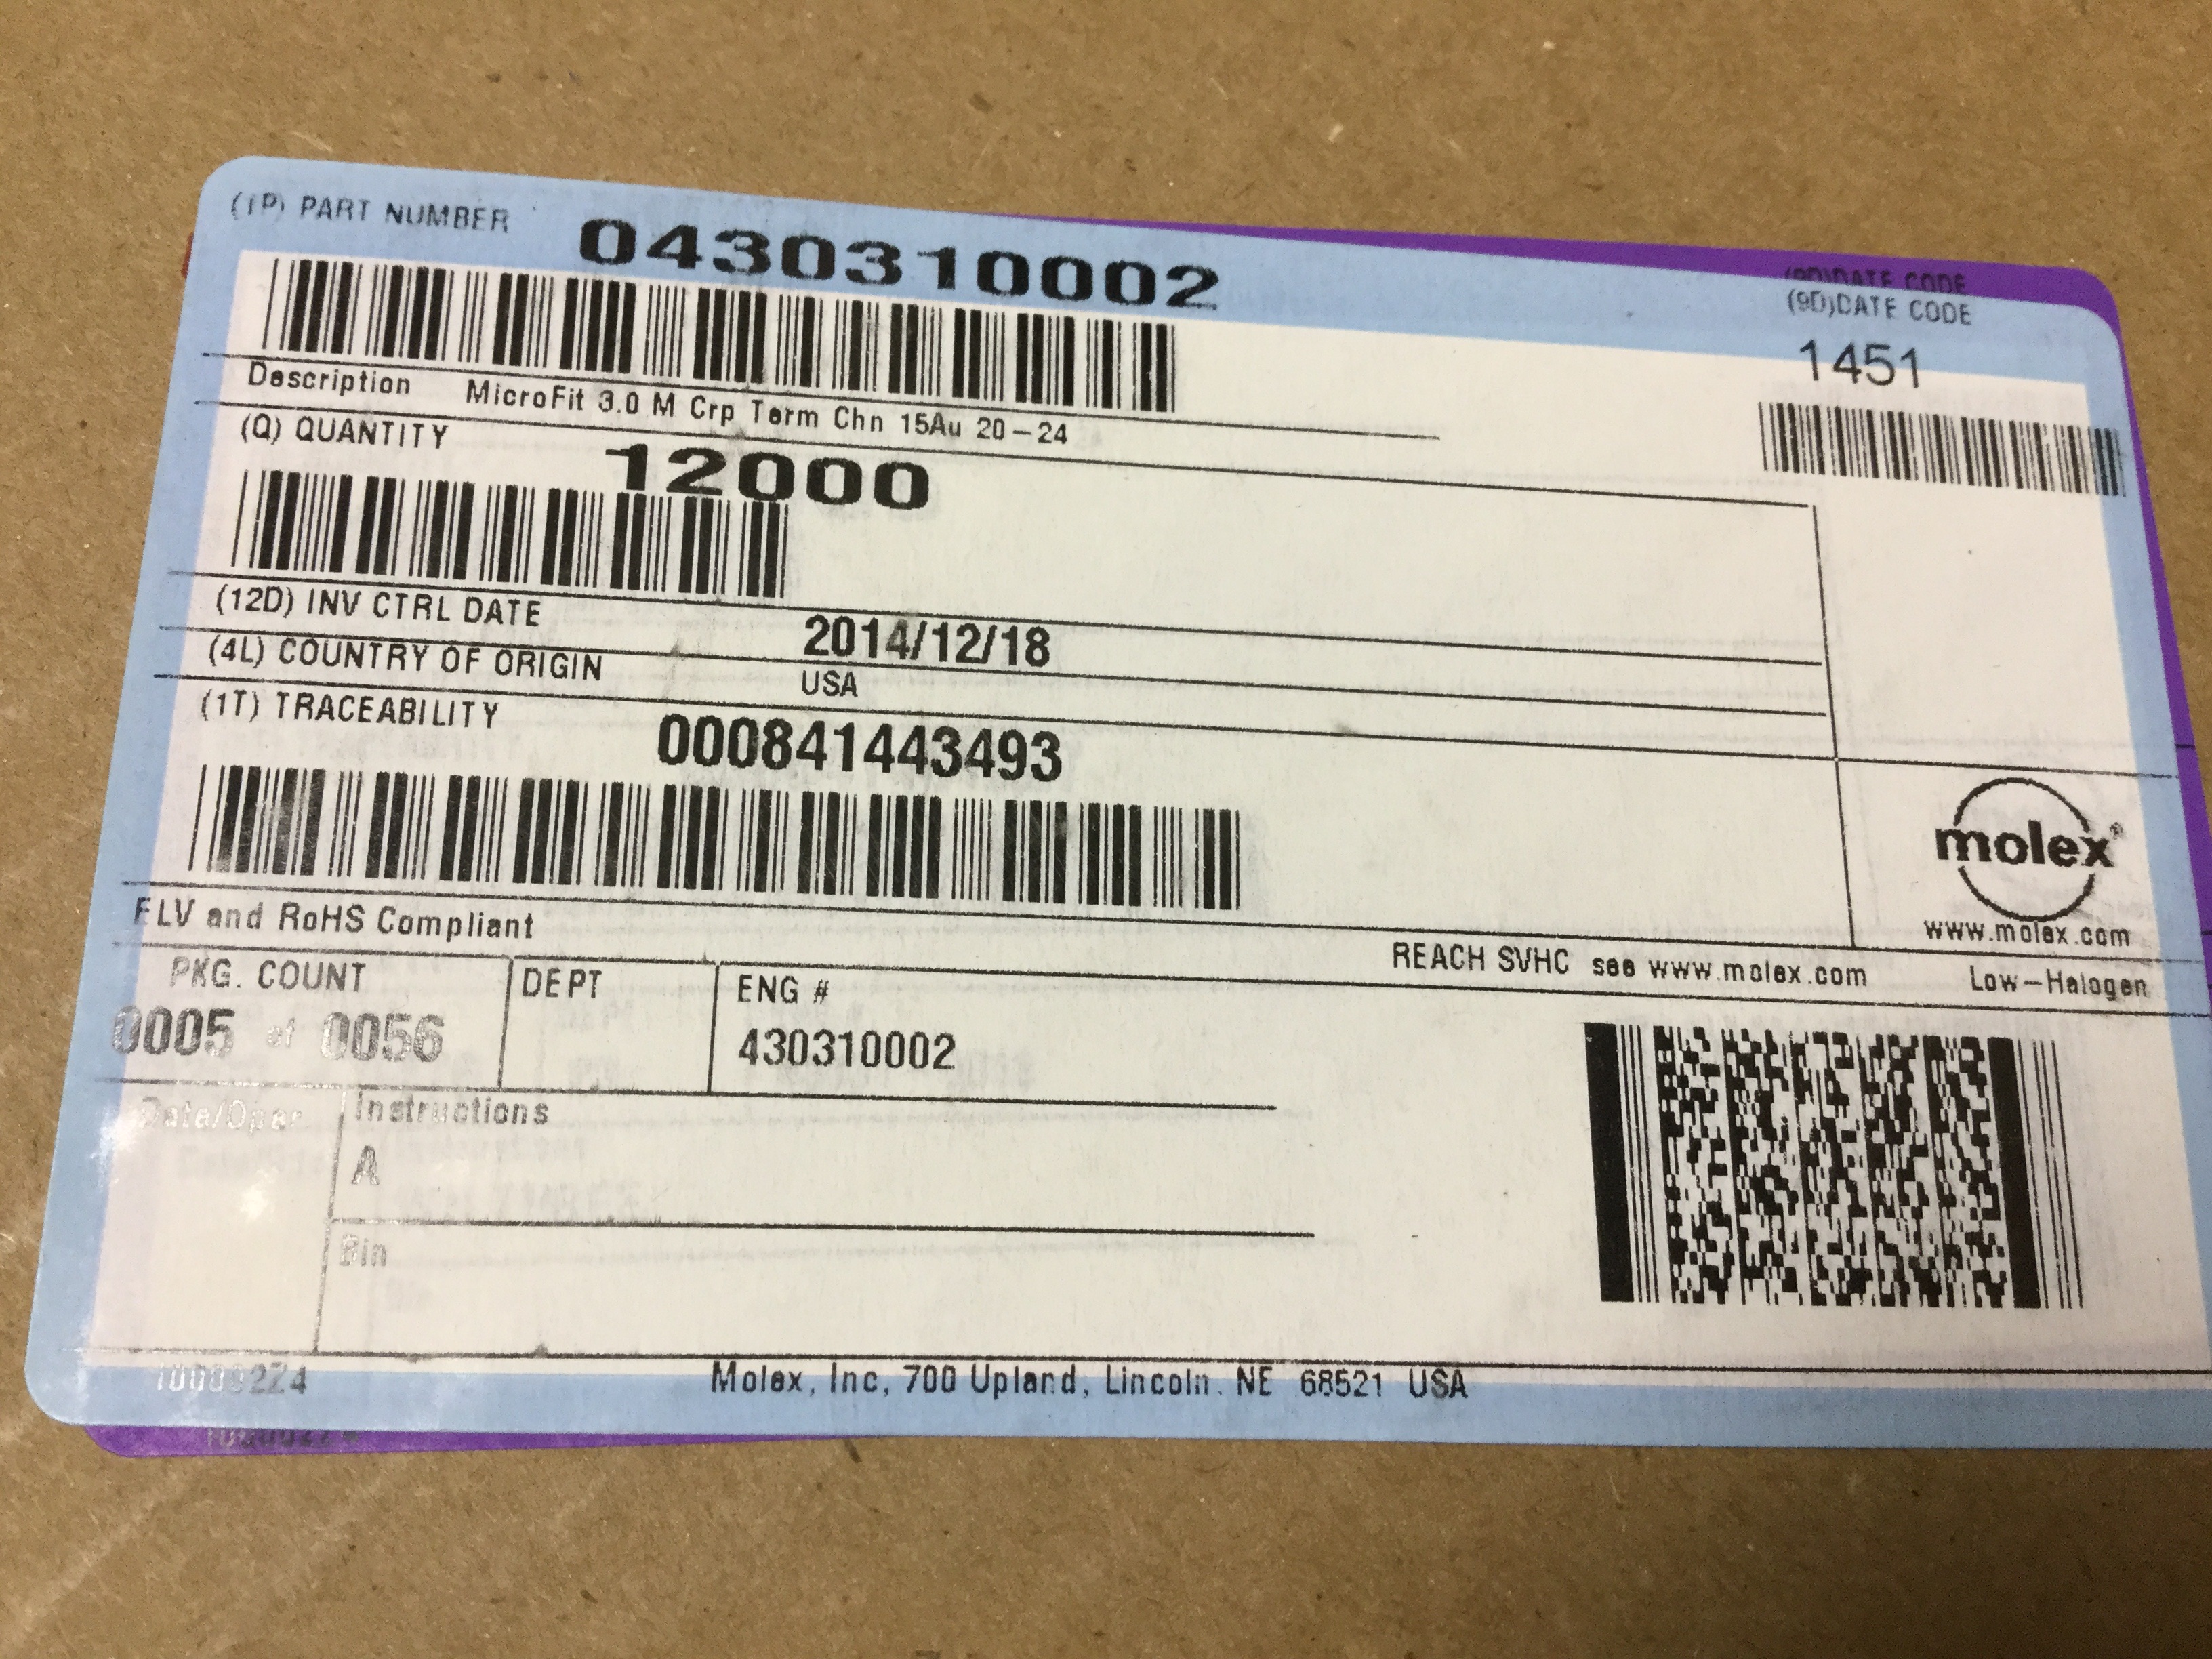 (1P) PART NUMBER 0430310002
(9D)DATE CODE
(9D)DATE CODE
1451
Description MicroFit 3.0 M Crp Term Chn 15Au 20-24
(Q) QUANTITY 12000
(12D) INV CTRL DATE 2014/12/18
(4L) COUNTRY OF ORIGIN USA
(1T) TRACEABILITY 000841443493
molex®
www.molex.com
ELV and RoHS Compliant
REACH SVHC see www.molex.com Low-Halogen
PKG. COUNT DEPT ENG #
0005 of 0056 430310002
Date/Oper Instructions
A
Bin
Molex, Inc, 700 Upland, Lincoln. NE 68521 USA